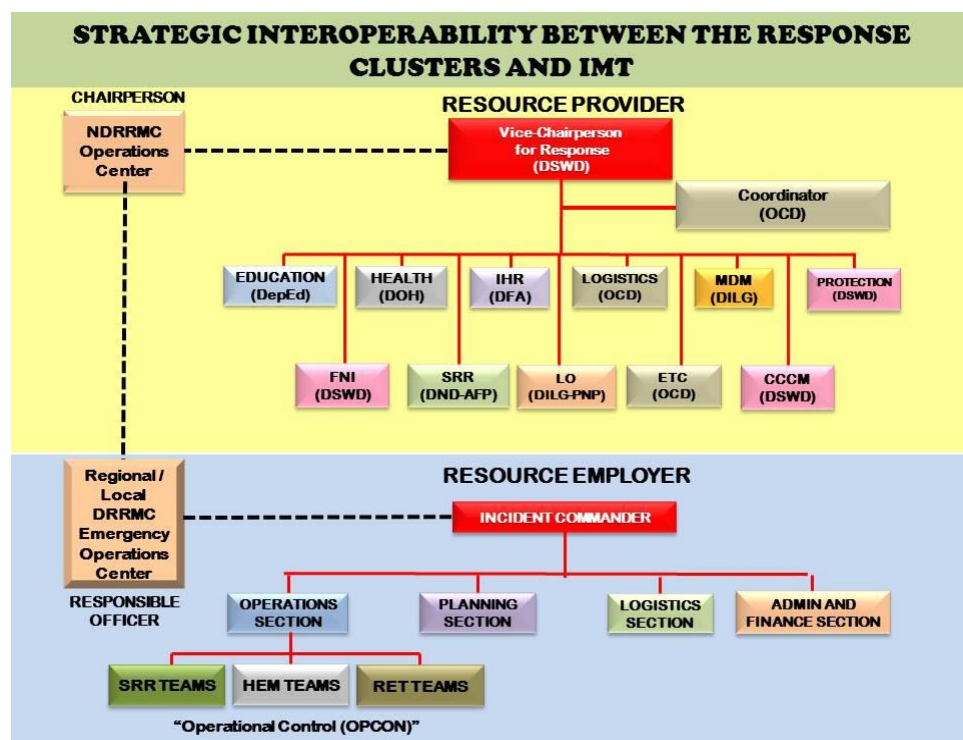 STRATEGIC INTEROPERABILITY BETWEEN THE RESPONSE
CLUSTERS AND IMT
CHAIRPERSON
NDRRMC
Operations
Center
RESOURCE PROVIDER
Vice-Chairperson
for Response
(DSWD)
Coordinator
(OCD)
EDUCATION
(DepEd)
HEALTH
(DOH)
IHR
(DFA)
LOGISTICS
(OCD)
MDM
(DILG)
PROTECTION
(DSWD)
FNI
(DSWD)
SRR
(DND-AFP)
LO
(DILG-PNP)
ETC
(OCD)
CCCM
(DSWD)
Regional /
Local
DRRMC
Emergency
Operations
Center
RESPONSIBLE
OFFICER
RESOURCE EMPLOYER
INCIDENT COMMANDER
OPERATIONS
SECTION
PLANNING
SECTION
LOGISTICS
SECTION
ADMIN AND
FINANCE SECTION
SRR TEAMS
HEM TEAMS
RET TEAMS
“Operational Control (OPCON)”